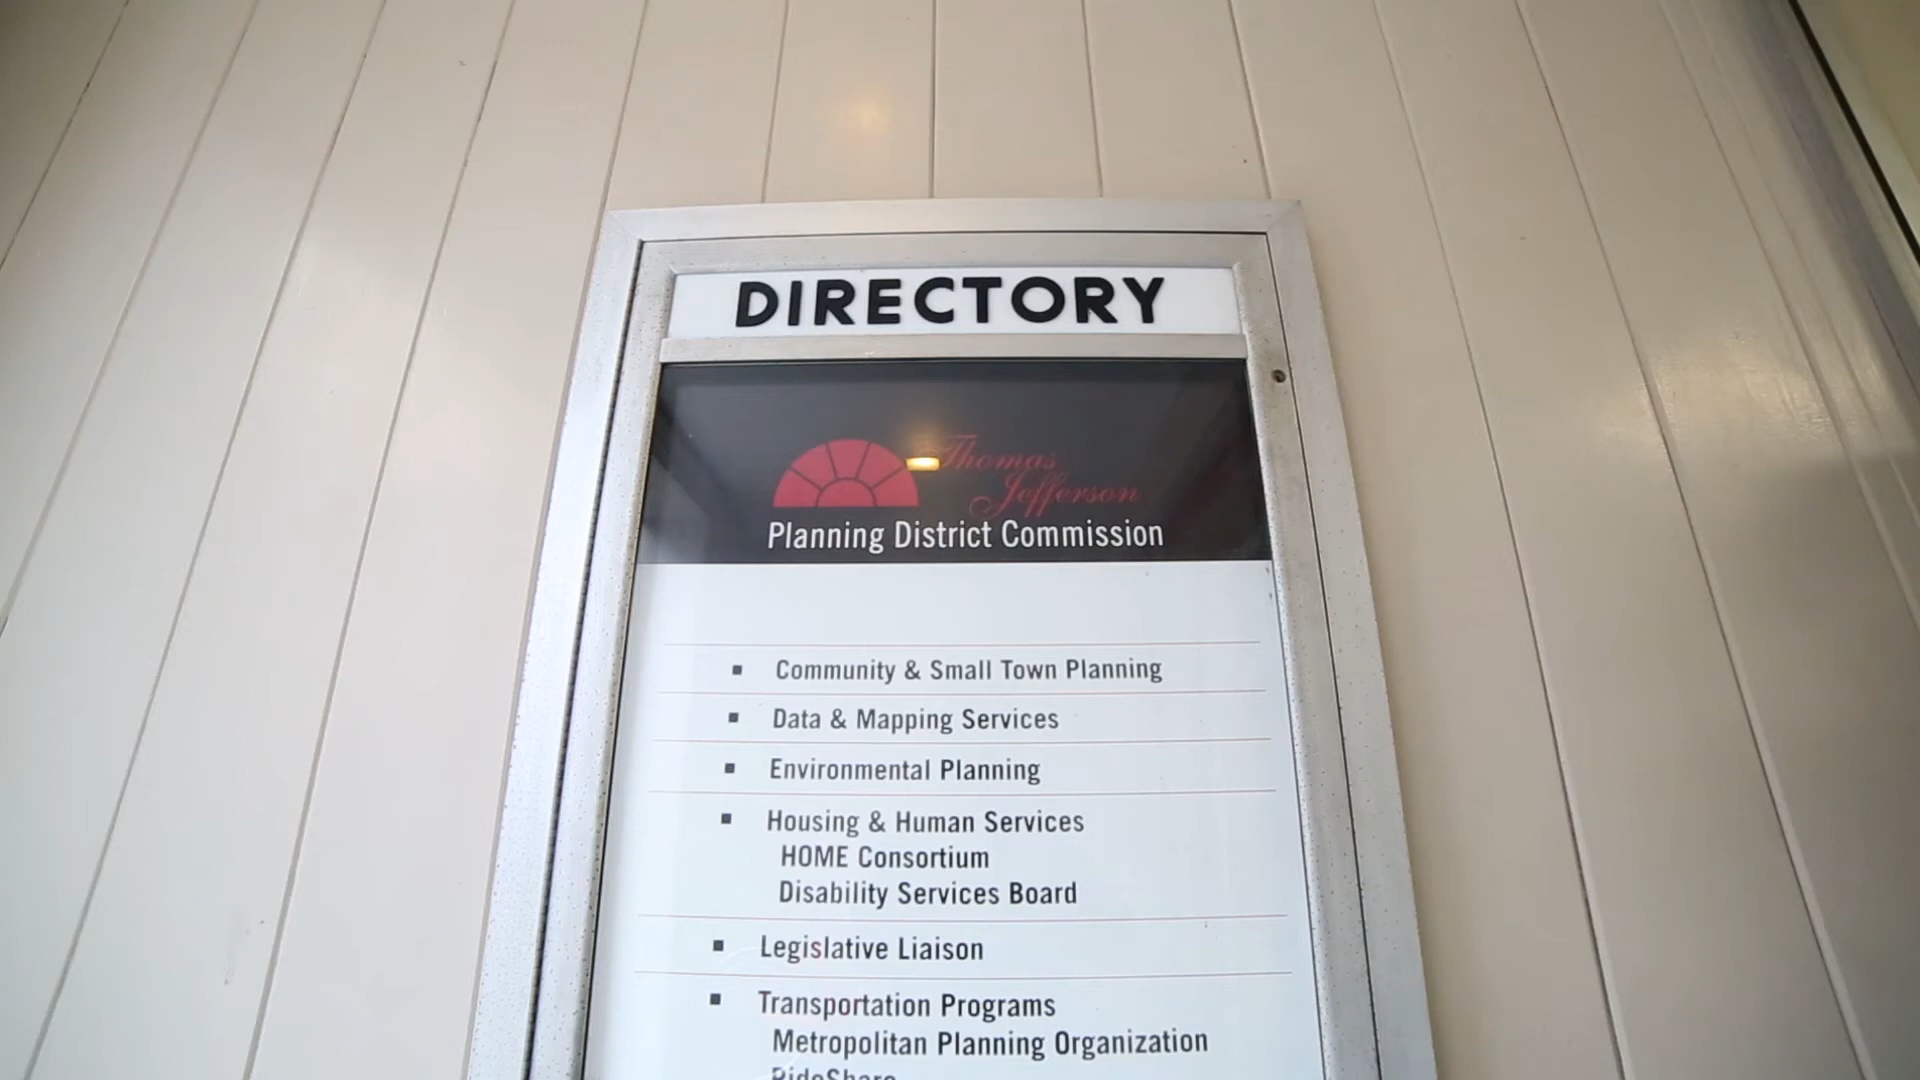 DIRECTORY
Thomas
Jefferson
Planning District Commission
▪ Community & Small Town Planning
▪ Data & Mapping Services
▪ Environmental Planning
▪ Housing & Human Services
HOME Consortium
Disability Services Board
▪ Legislative Liaison
▪ Transportation Programs
Metropolitan Planning Organization
RideShare